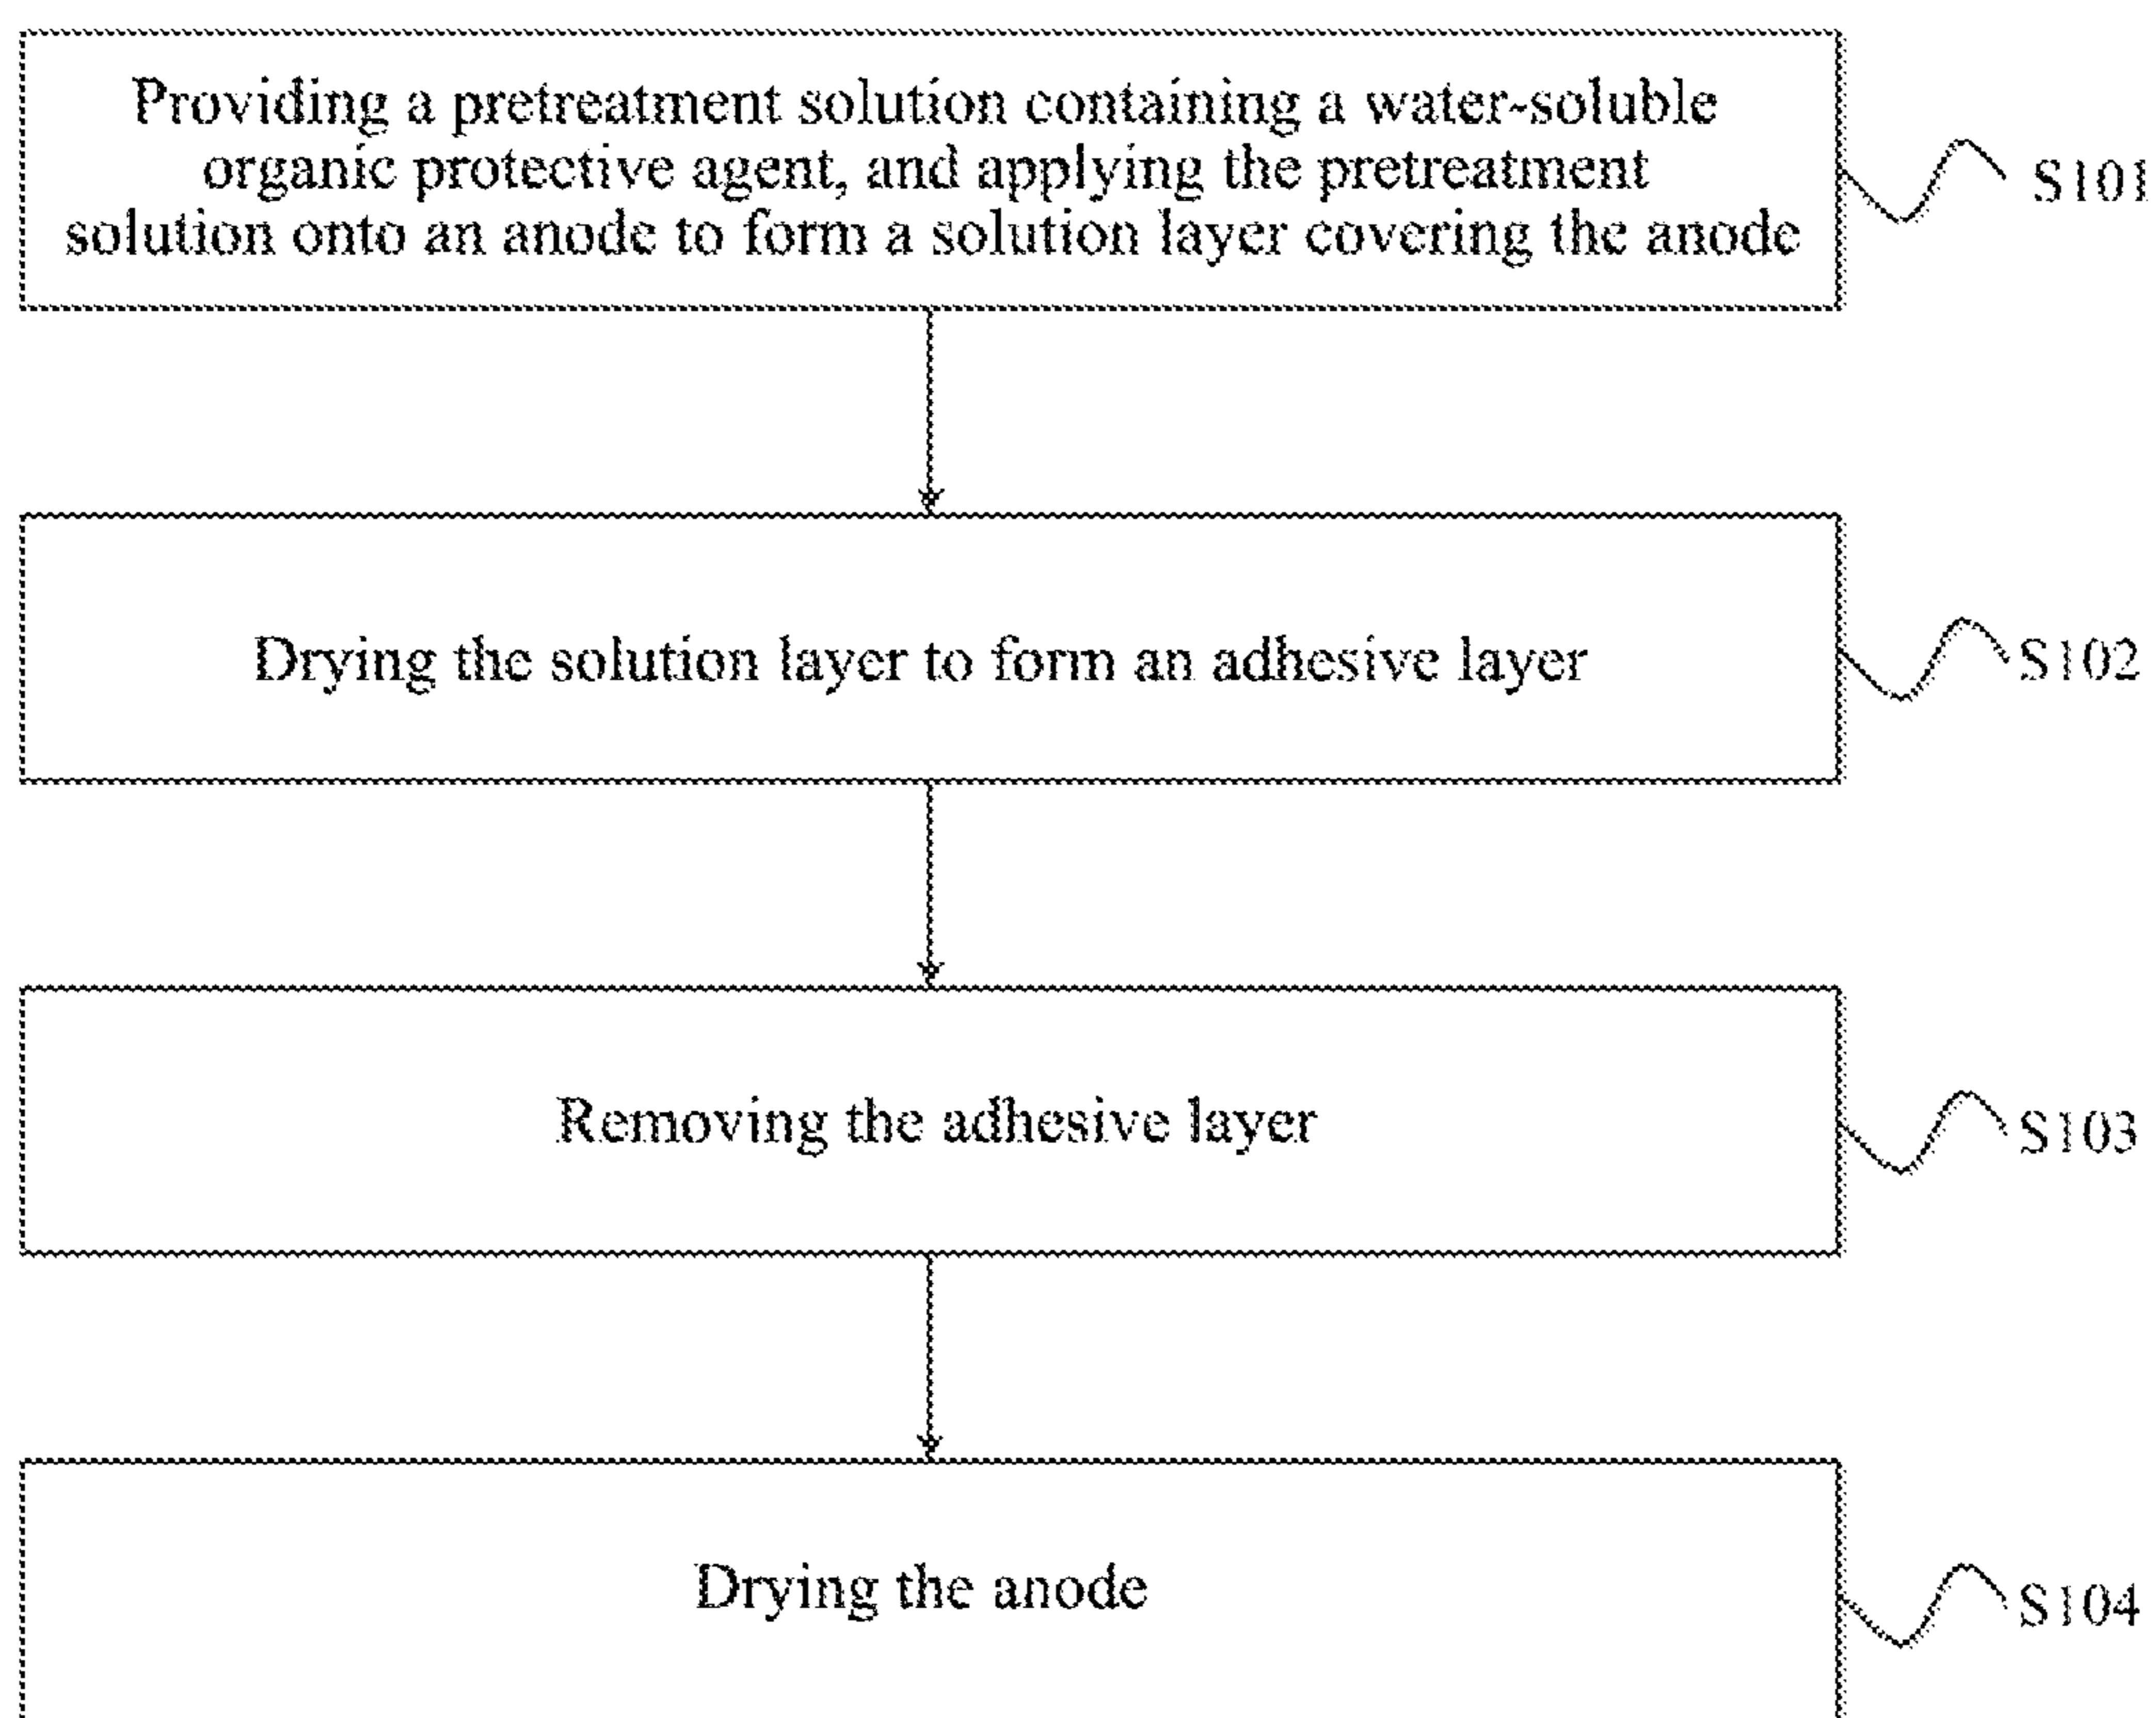 Providing a pretreatment solution containing a water-soluble
organic protective agent, and applying the pretreatment
solution onto an anode to form a solution layer covering the anode
S101
Drying the solution layer to form an adhesive layer
S102
Removing the adhesive layer
S103
Drying the anode
S104